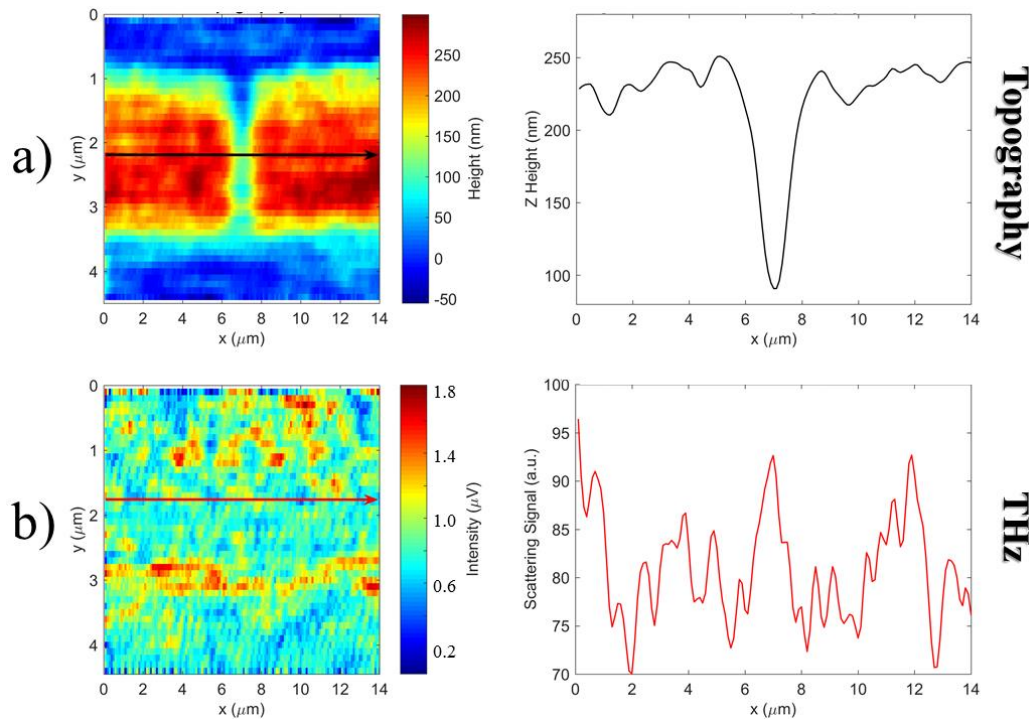 a)
0
1
2
3
4
y (μm)
0 2 4 6 8 10 12 14
x (μm)
250
200
150
100
50
0
-50
Height (nm)
250
200
150
100
Z Height (nm)
0 2 4 6 8 10 12 14
x (μm)
Topography
b)
0
1
2
3
4
y (μm)
0 2 4 6 8 10 12 14
x (μm)
1.8
1.4
1.0
0.6
0.2
Intensity (μV)
100
95
90
85
80
75
70
Scattering Signal (a.u.)
0 2 4 6 8 10 12 14
x (μm)
THz